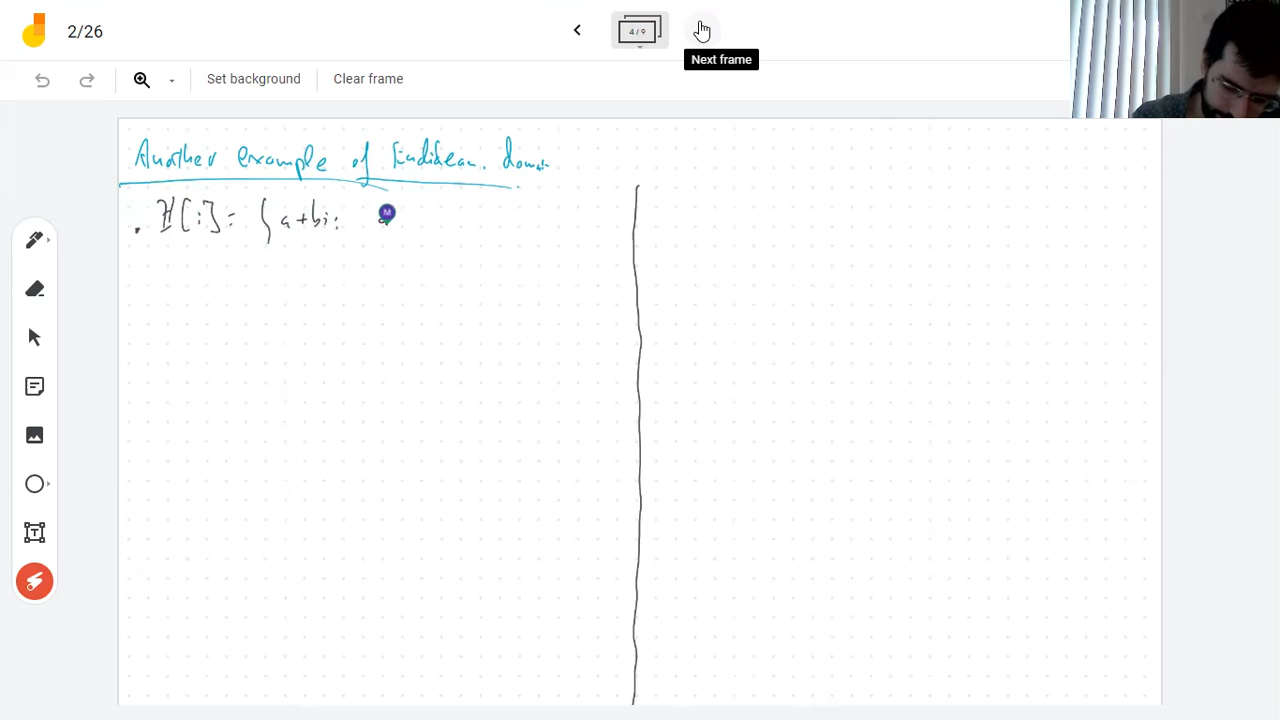 2/26
4 / 9
Next frame
Set background
Clear frame
Another example of Euclidean domain
. ℤ[i] = { a+bi :
M
T